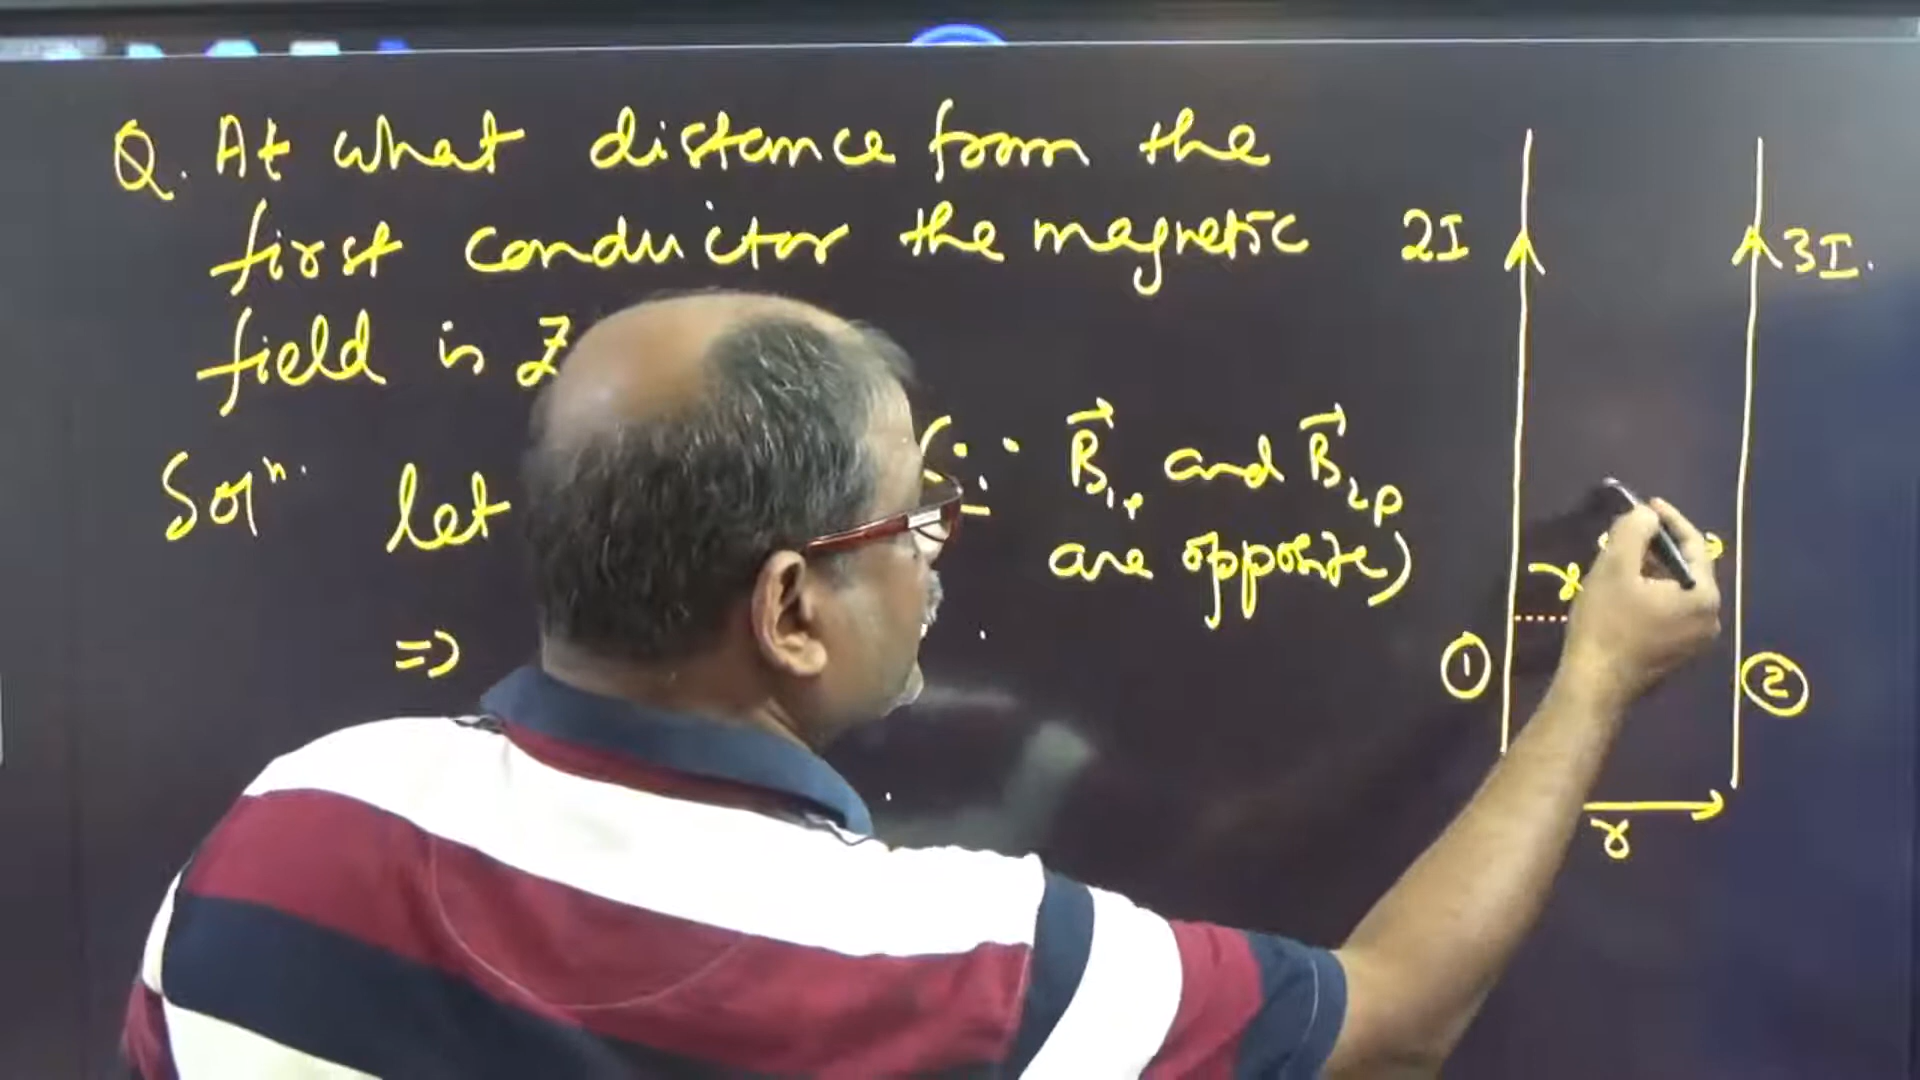 Q. At what distance from the
first conductor the magnetic
field is Z
Solⁿ. let
(∵ B⃗₁ₚ and B⃗₂ₚ
are opposite)
=>
2I
3I.
x
①
②
r